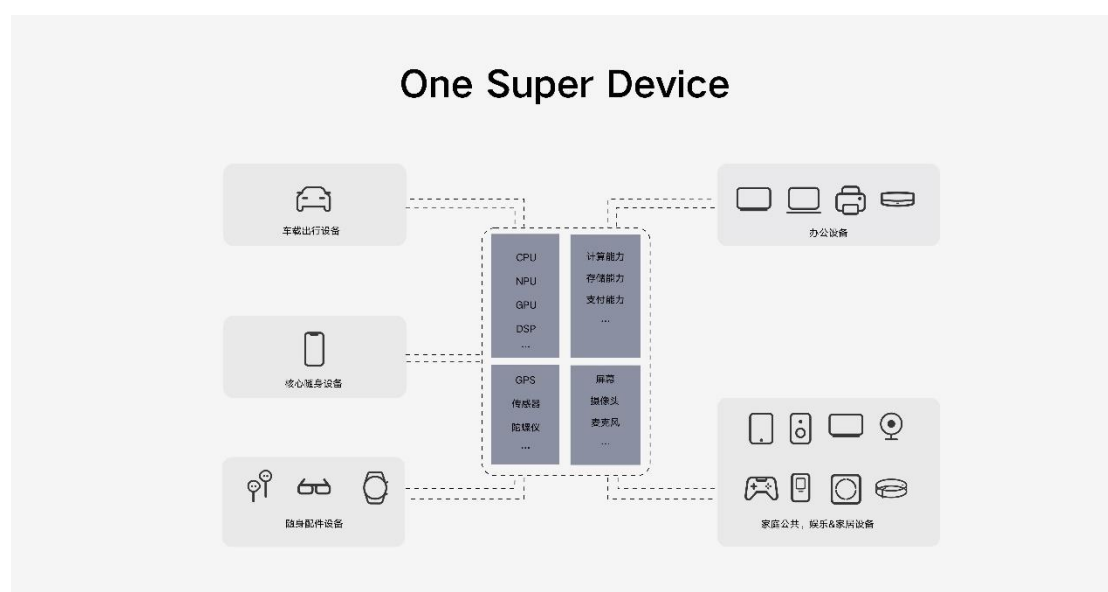 One Super Device
车载出行设备
办公设备
CPU
NPU
GPU
DSP
...
计算能力
存储能力
支付能力
...
核心随身设备
GPS
传感器
陀螺仪
...
屏幕
摄像头
麦克风
...
随身配件设备
家庭公共，娱乐&家居设备